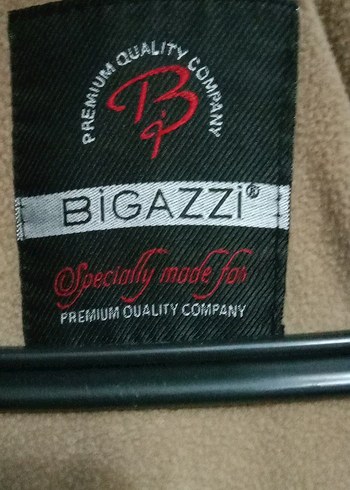 PREMIUM QUALITY COMPANY
B
BiGAZZi®
Specially made for
PREMIUM QUALITY COMPANY